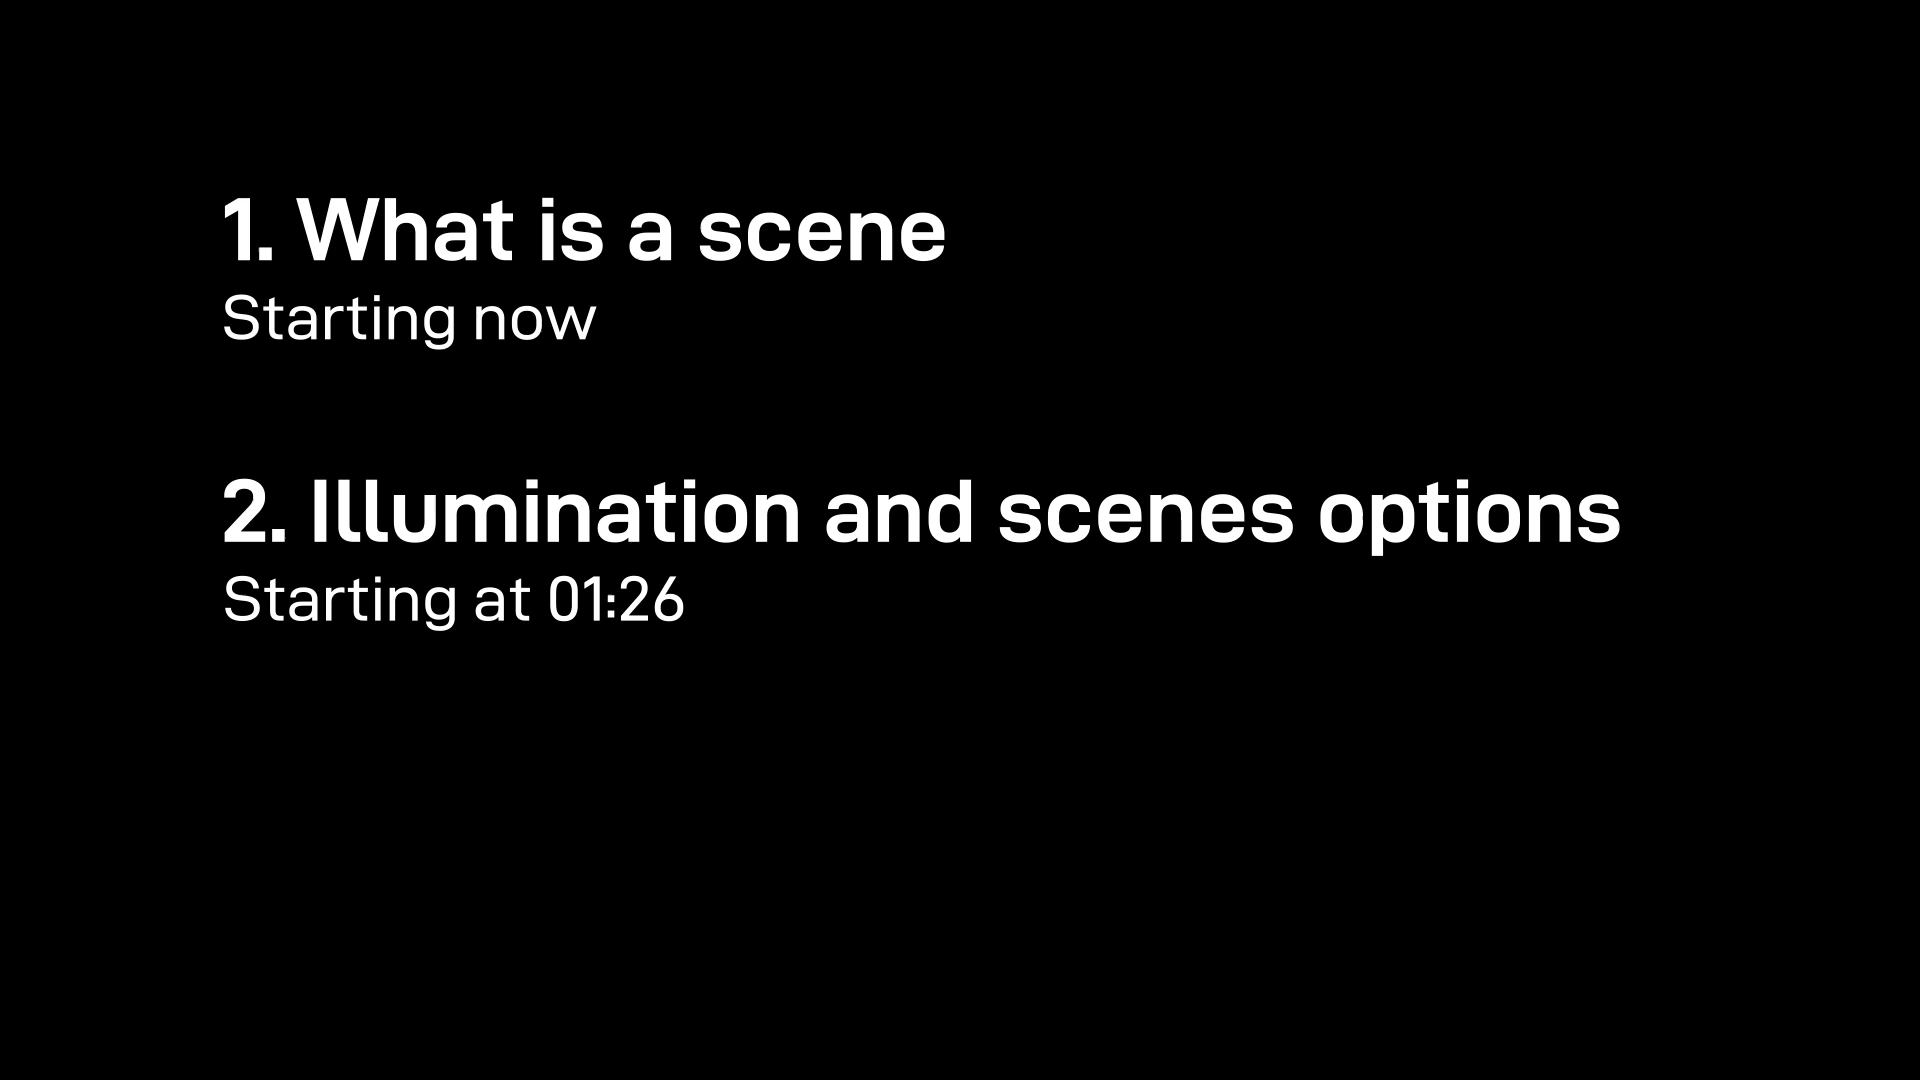 1. What is a scene
Starting now
2. Illumination and scenes options
Starting at 01:26